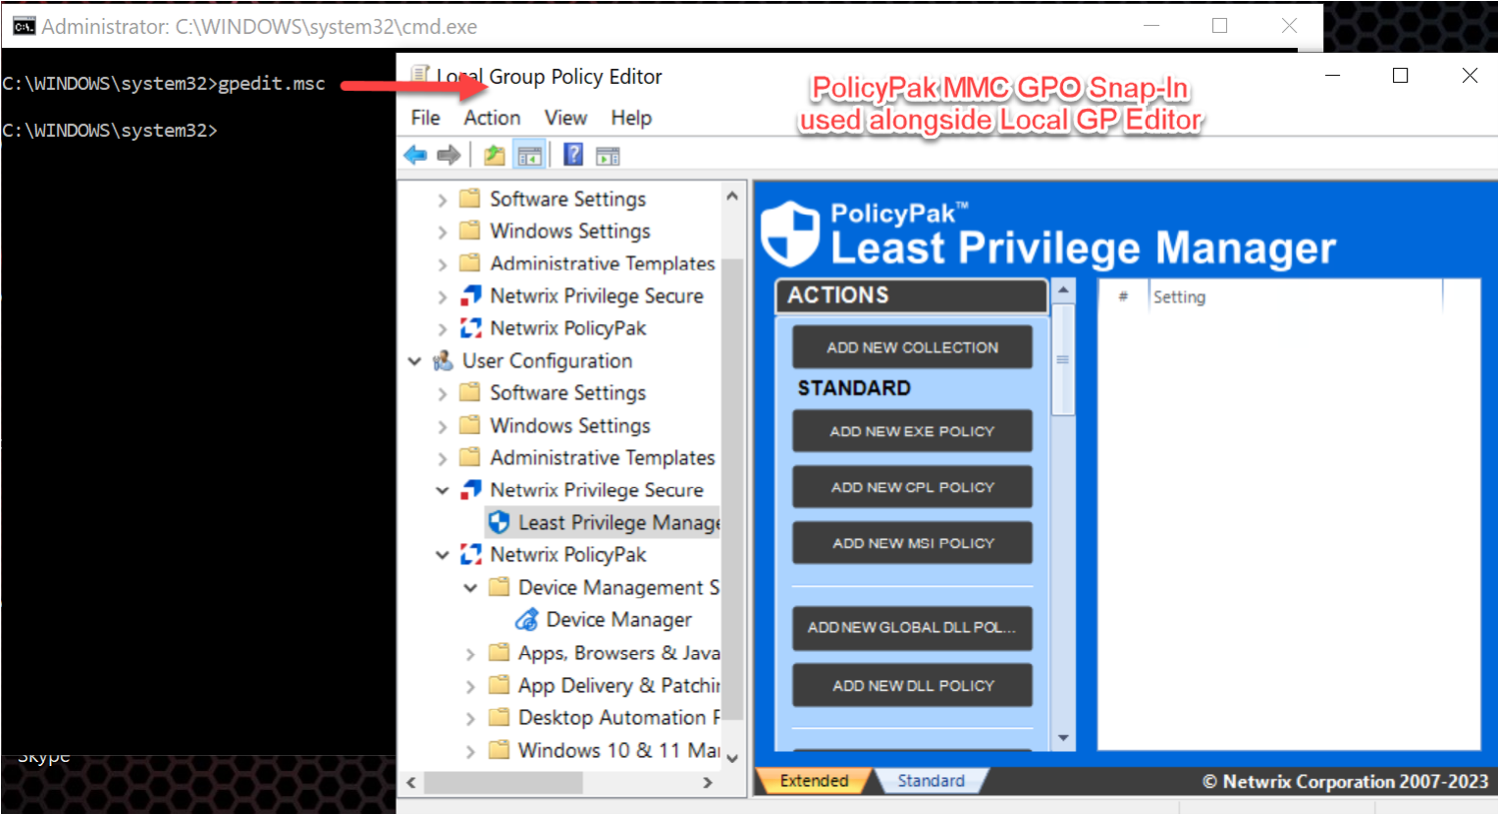 Administrator: C:\WINDOWS\system32\cmd.exe
C:\WINDOWS\system32>gpedit.msc
C:\WINDOWS\system32>
Skype
Local Group Policy Editor
PolicyPak MMC GPO Snap-In
used alongside Local GP Editor
File Action View Help
Software Settings
Windows Settings
Administrative Templates
Netwrix Privilege Secure
Netwrix PolicyPak
User Configuration
Software Settings
Windows Settings
Administrative Templates
Netwrix Privilege Secure
Least Privilege Manage
Netwrix PolicyPak
Device Management S
Device Manager
Apps, Browsers & Java
App Delivery & Patchin
Desktop Automation F
Windows 10 & 11 Ma
PolicyPak™
Least Privilege Manager
ACTIONS
ADD NEW COLLECTION
STANDARD
ADD NEW EXE POLICY
ADD NEW CPL POLICY
ADD NEW MSI POLICY
ADD NEW GLOBAL DLL POL...
ADD NEW DLL POLICY
# Setting
Extended Standard
© Netwrix Corporation 2007-2023